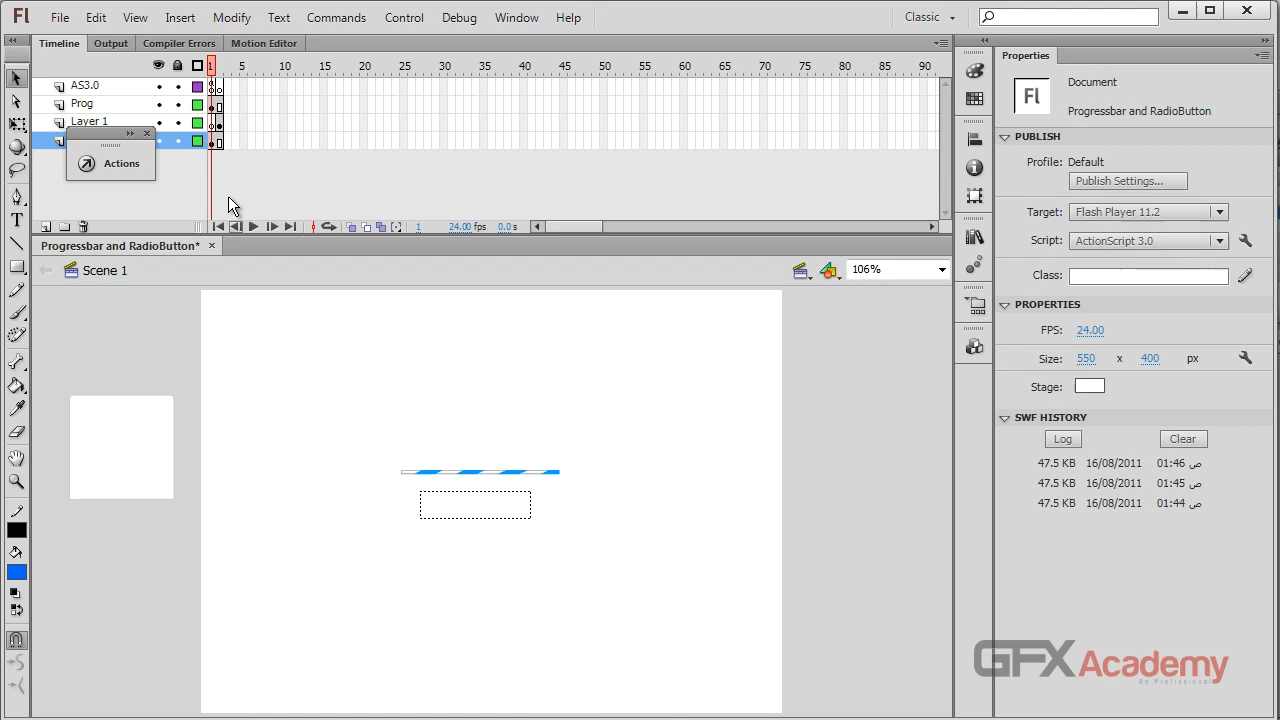 Fl File Edit View Insert Modify Text Commands Control Debug Window Help Classic
Timeline Output Compiler Errors Motion Editor
1 5 10 15 20 25 30 35 40 45 50 55 60 65 70 75 80 85 90
AS3.0
Prog
Layer 1
Actions
1 24.00 fps 0.0 s
Progressbar and RadioButton*
Scene 1
106%
Properties
Fl
Document
Progressbar and RadioButton
PUBLISH
Profile: Default
Publish Settings...
Target: Flash Player 11.2
Script: ActionScript 3.0
Class:
PROPERTIES
FPS: 24.00
Size: 550 x 400 px
Stage:
SWF HISTORY
Log Clear
47.5 KB 16/08/2011 01:46 ص
47.5 KB 16/08/2011 01:45 ص
47.5 KB 16/08/2011 01:44 ص
GFX Academy
Be Professional
T